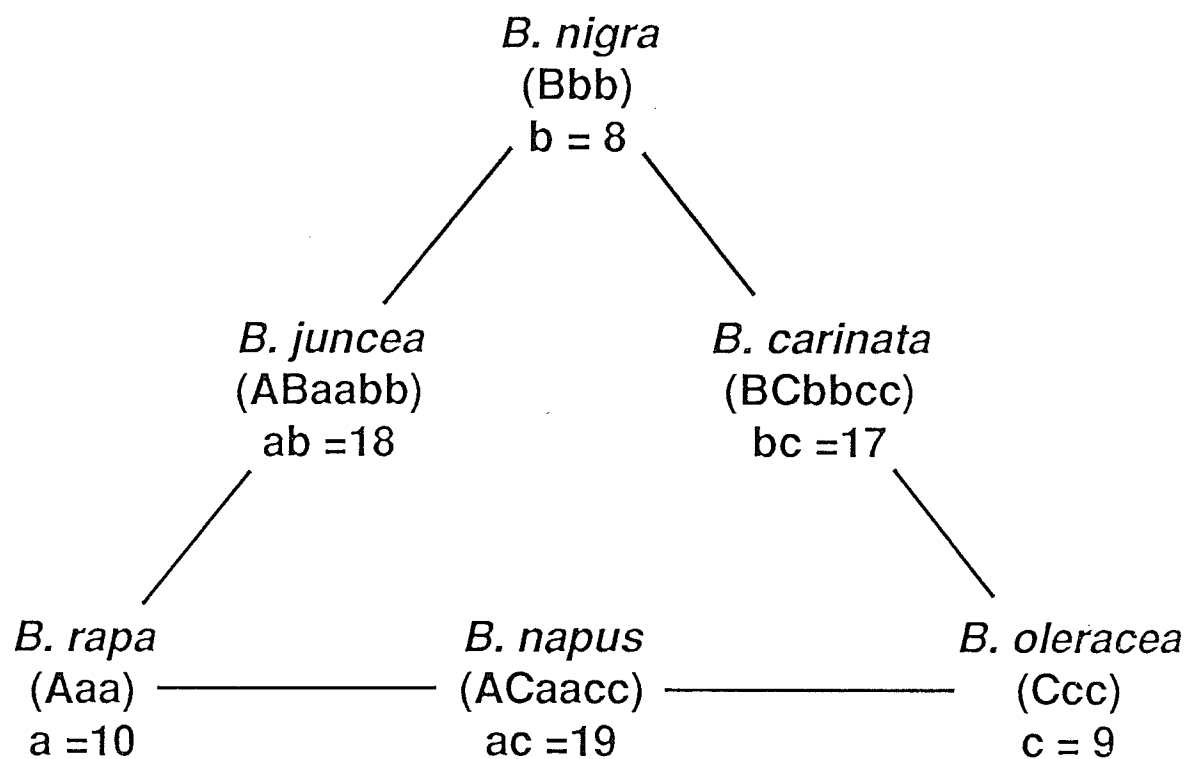 B. nigra
(Bbb)
b = 8
B. juncea
(ABaabb)
ab =18
B. carinata
(BCbbcc)
bc =17
B. rapa
(Aaa)
a =10
B. napus
(ACaacc)
ac =19
B. oleracea
(Ccc)
c = 9